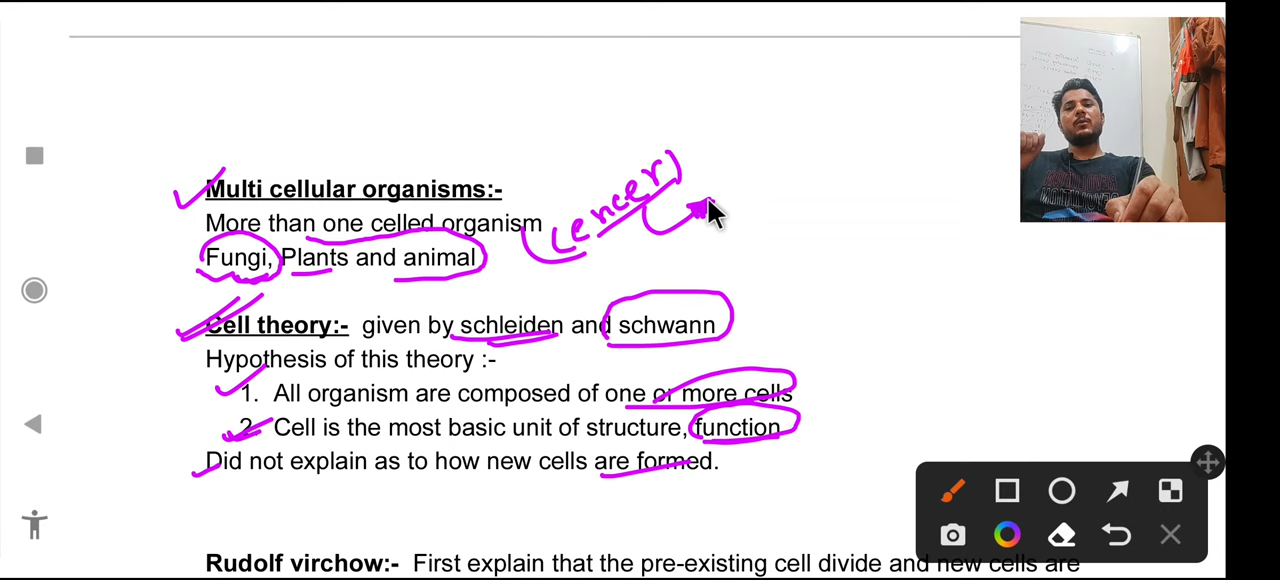 Multi cellular organisms:-
More than one celled organism
Fungi, Plants and animal
(cencer)
Cell theory:- given by schleiden and schwann
Hypothesis of this theory :-
1. All organism are composed of one or more cells
2. Cell is the most basic unit of structure, function
Did not explain as to how new cells are formed.
Rudolf virchow:- First explain that the pre-existing cell divide and new cells are